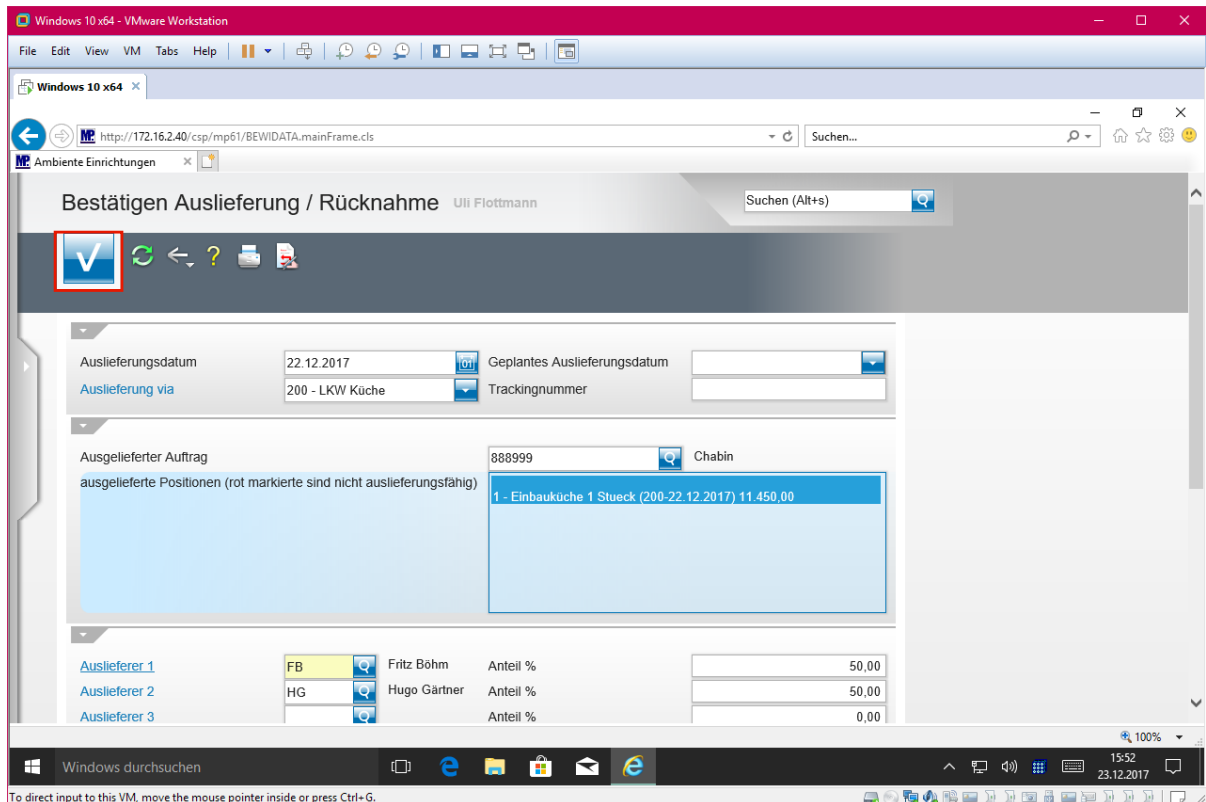 Windows 10 x64 - VMware Workstation
File Edit View VM Tabs Help
Windows 10 x64
http://172.16.2.40/csp/mp61/BEWIDATA.mainFrame.cls
Suchen...
MP Ambiente Einrichtungen
Bestätigen Auslieferung / Rücknahme Uli Flottmann
Suchen (Alt+s)
Auslieferungsdatum 22.12.2017 01 Geplantes Auslieferungsdatum
Auslieferung via 200 - LKW Küche Trackingnummer
Ausgelieferter Auftrag 888999 Chabin
ausgelieferte Positionen (rot markierte sind nicht auslieferungsfähig)
1 - Einbauküche 1 Stueck (200-22.12.2017) 11.450,00
Auslieferer 1 FB Fritz Böhm Anteil % 50,00
Auslieferer 2 HG Hugo Gärtner Anteil % 50,00
Auslieferer 3 Anteil % 0,00
100%
Windows durchsuchen
15:52
23.12.2017
To direct input to this VM, move the mouse pointer inside or press Ctrl+G.